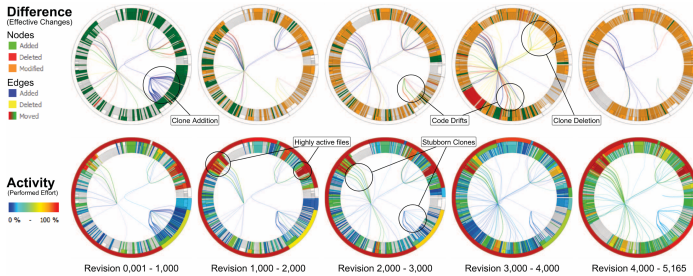 Difference
(Effective Changes)
Nodes
Added
Deleted
Modified
Edges
Added
Deleted
Moved
Clone Addition
Code Drifts
Clone Deletion
Highly active files
Stubborn Clones
Activity
(Performed Effort)
0 % - 100 %
Revision 0,001 - 1,000
Revision 1,000 - 2,000
Revision 2,000 - 3,000
Revision 3,000 - 4,000
Revision 4,000 - 5,165